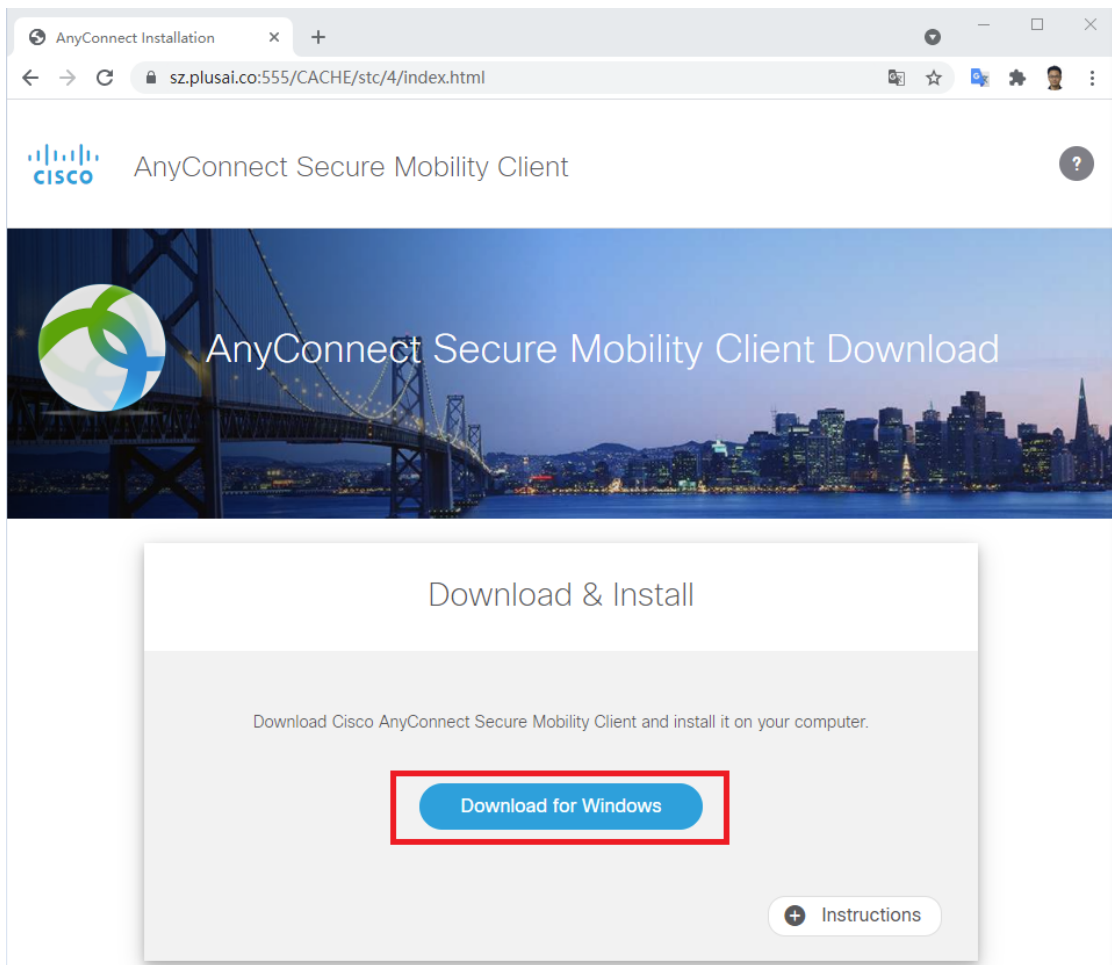 AnyConnect Installation
sz.plusai.co:555/CACHE/stc/4/index.html
CISCO
AnyConnect Secure Mobility Client
?
AnyConnect Secure Mobility Client Download
Download & Install
Download Cisco AnyConnect Secure Mobility Client and install it on your computer.
Download for Windows
Instructions